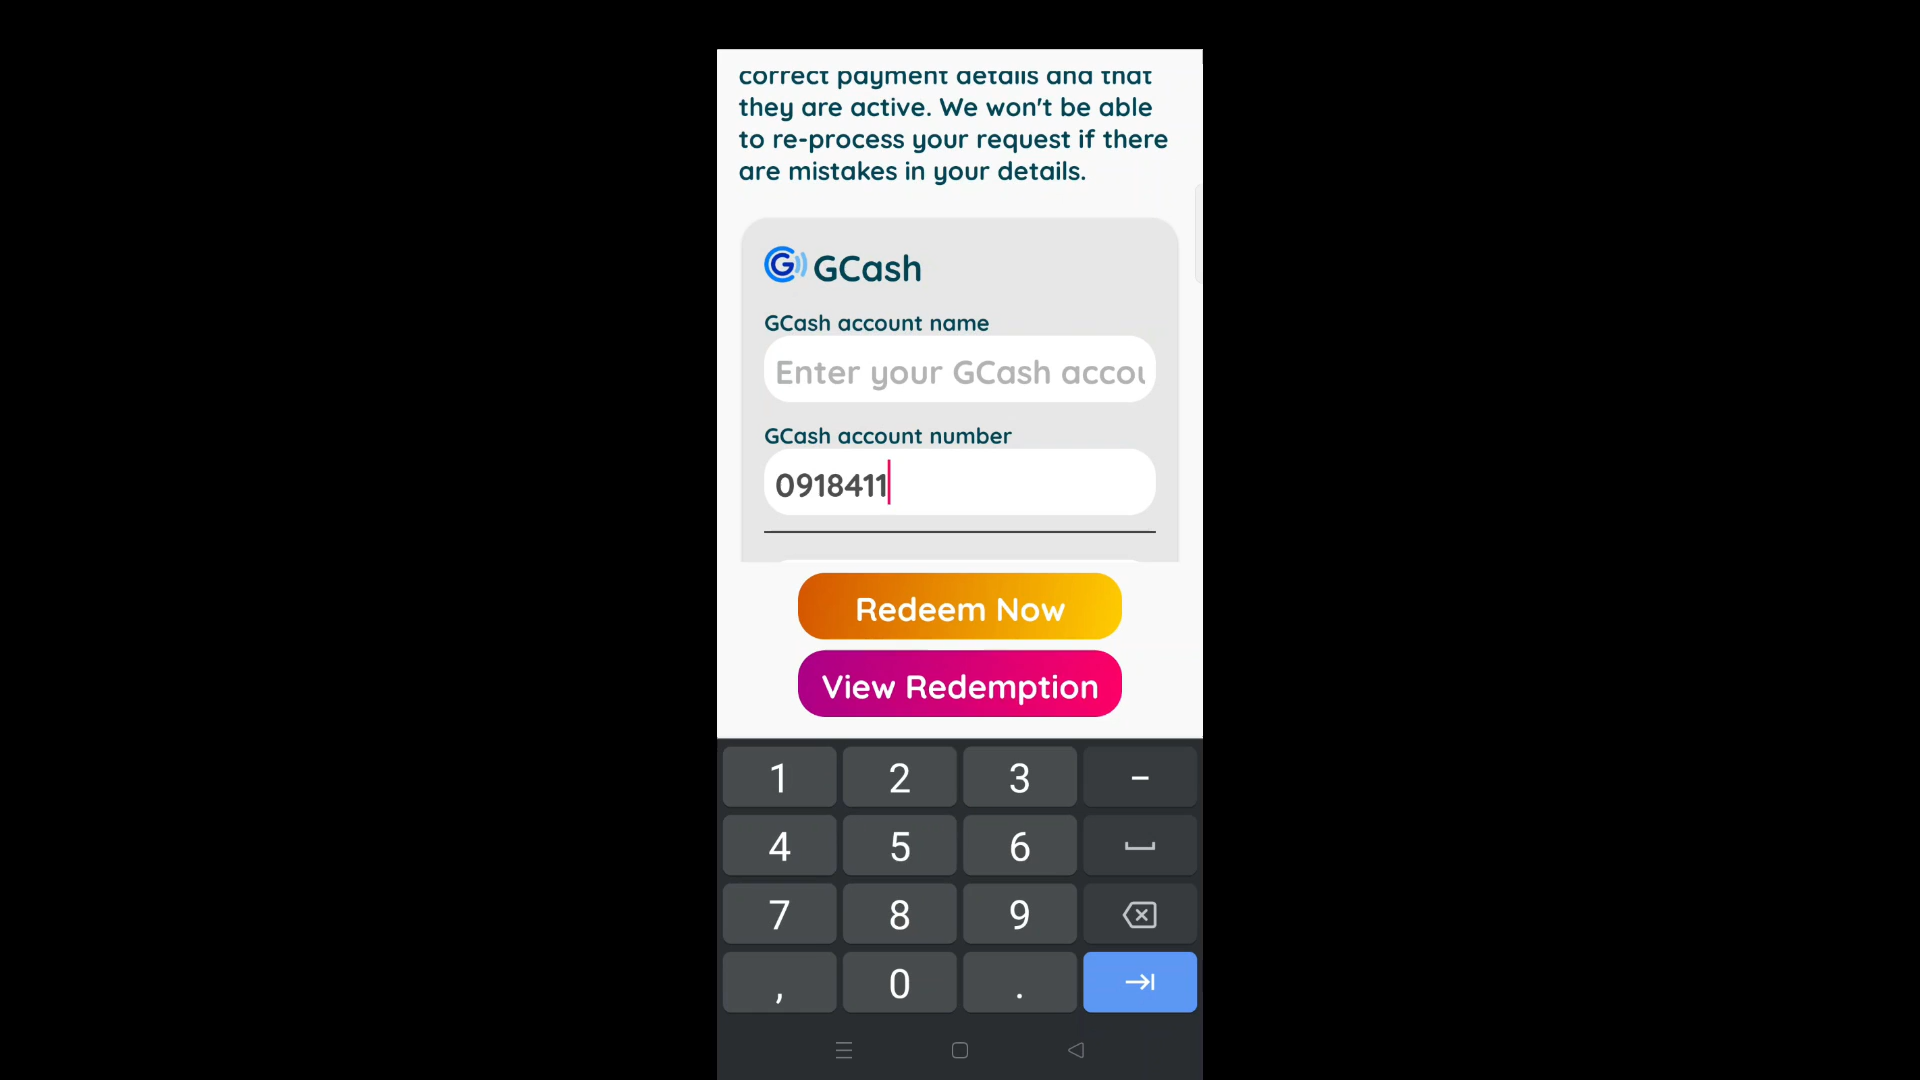 correct payment details and that
they are active. We won't be able
to re-process your request if there
are mistakes in your details.
GCash
GCash account name
Enter your GCash accou
GCash account number
0918411
Redeem Now
View Redemption
1 2 3 –
4 5 6
7 8 9
, 0 .